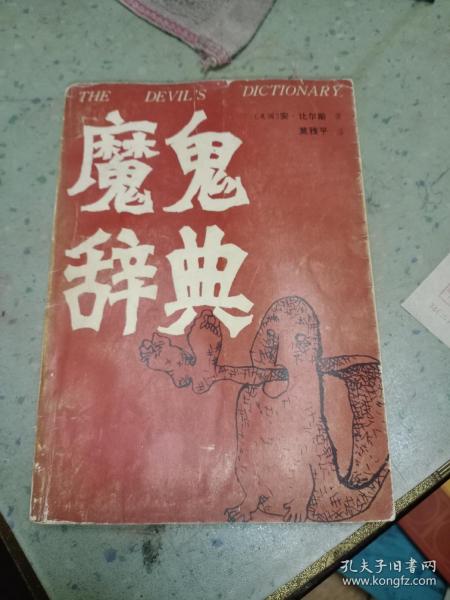 THE DEVIL'S DICTIONARY
〔美国〕安·比尔斯 著
莫雅平 译
魔鬼
辞典
孔夫子旧书网
www.kongfz.com